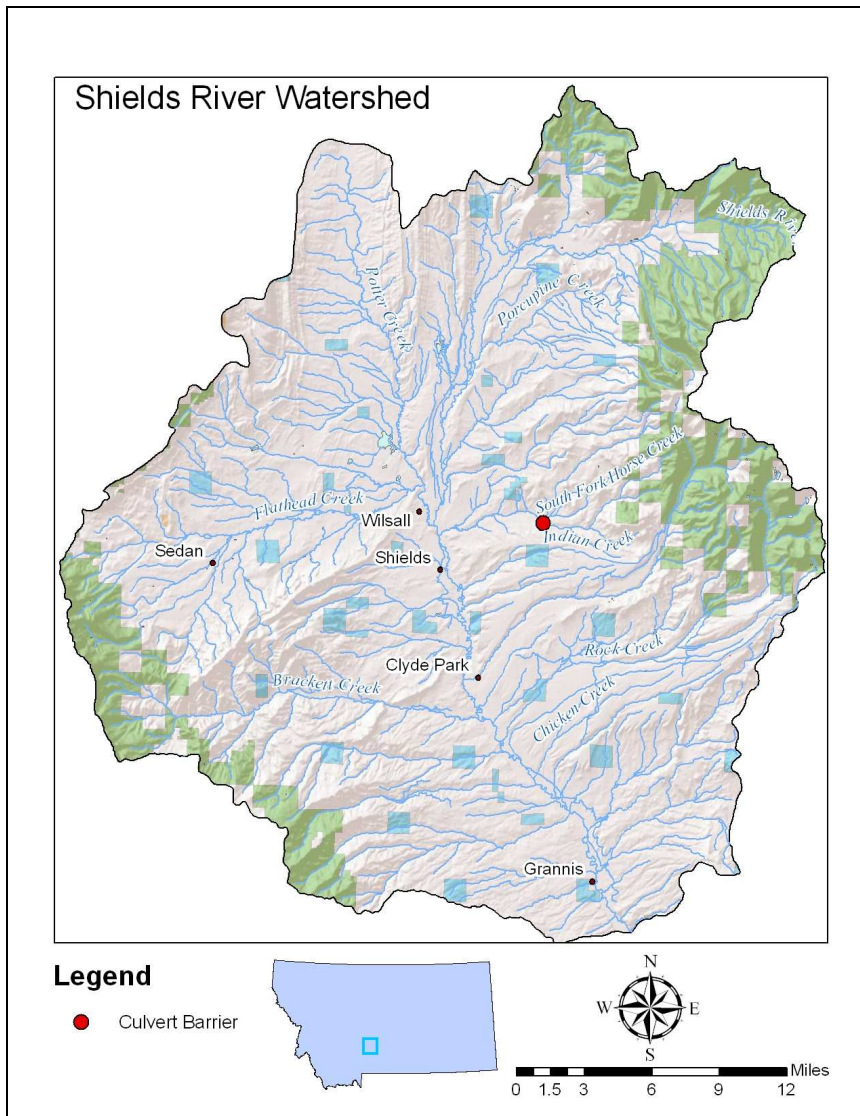 Shields River Watershed
Shields River
Potter Creek
Porcupine Creek
South Fork Horse Creek
Flathead Creek
Wilsall
Indian Creek
Sedan
Shields
Rock Creek
Clyde Park
Brackett Creek
Chicken Creek
Grannis
Legend
Culvert Barrier
N
W E
S
Miles
0 1.5 3 6 9 12